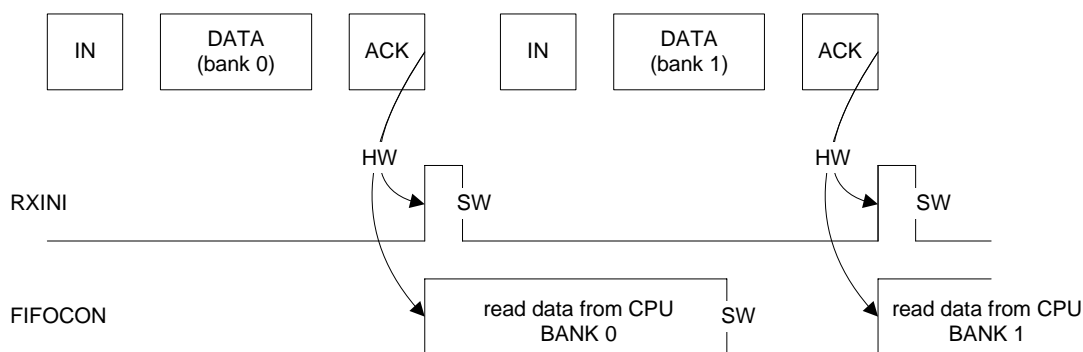 IN
DATA
(bank 0)
ACK
IN
DATA
(bank 1)
ACK
HW
HW
RXINI
SW
SW
FIFOCON
read data from CPU
BANK 0
SW
read data from CPU
BANK 1